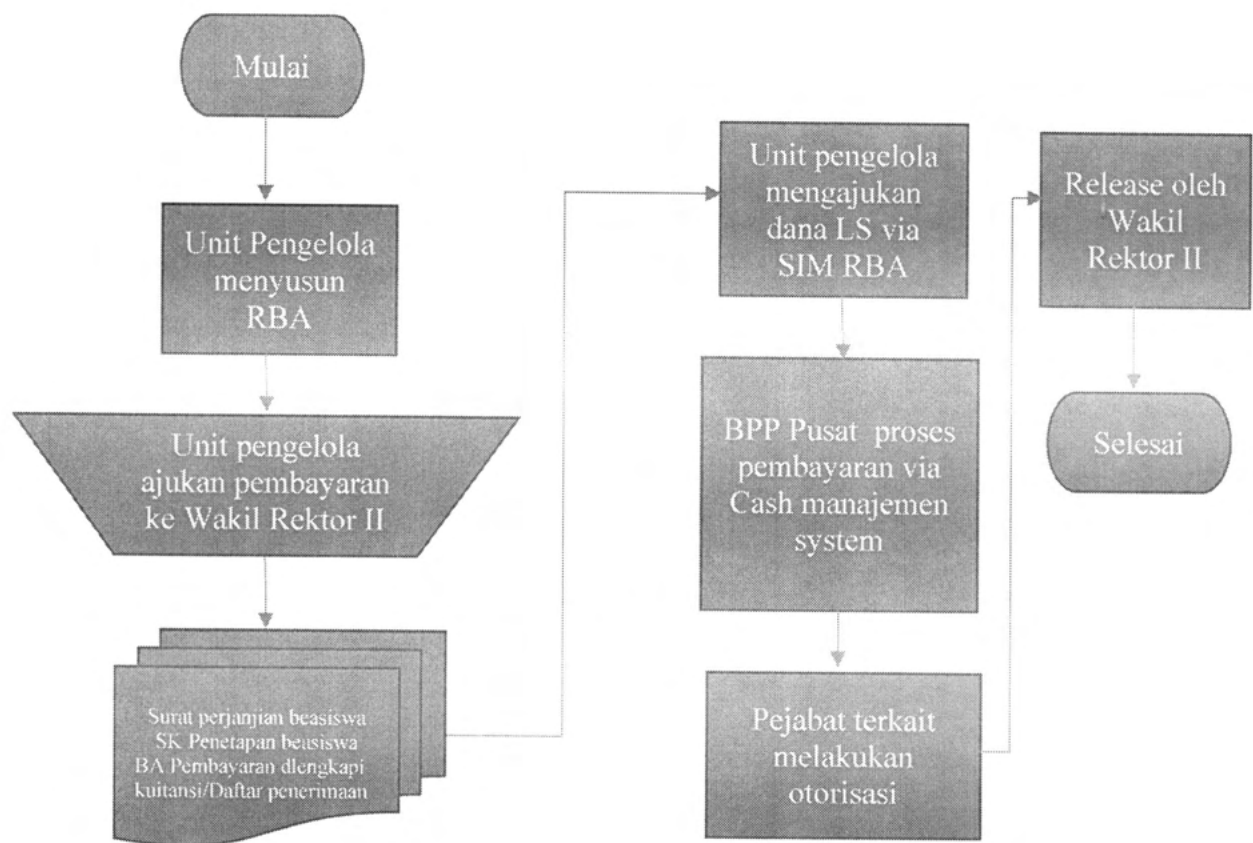 Mulai
Unit Pengelola
menyusun
RBA
Unit pengelola
ajukan pembayaran
ke Wakil Rektor II
Surat perjanjian beasiswa
SK Penetapan beasiswa
BA Pembayaran dlengkapi
kuitansi/Daftar penerimaan
Unit pengelola
mengajukan
dana LS via
SIM RBA
BPP Pusat proses
pembayaran via
Cash manajemen
system
Pejabat terkait
melakukan
otorisasi
Release oleh
Wakil
Rektor II
Selesai